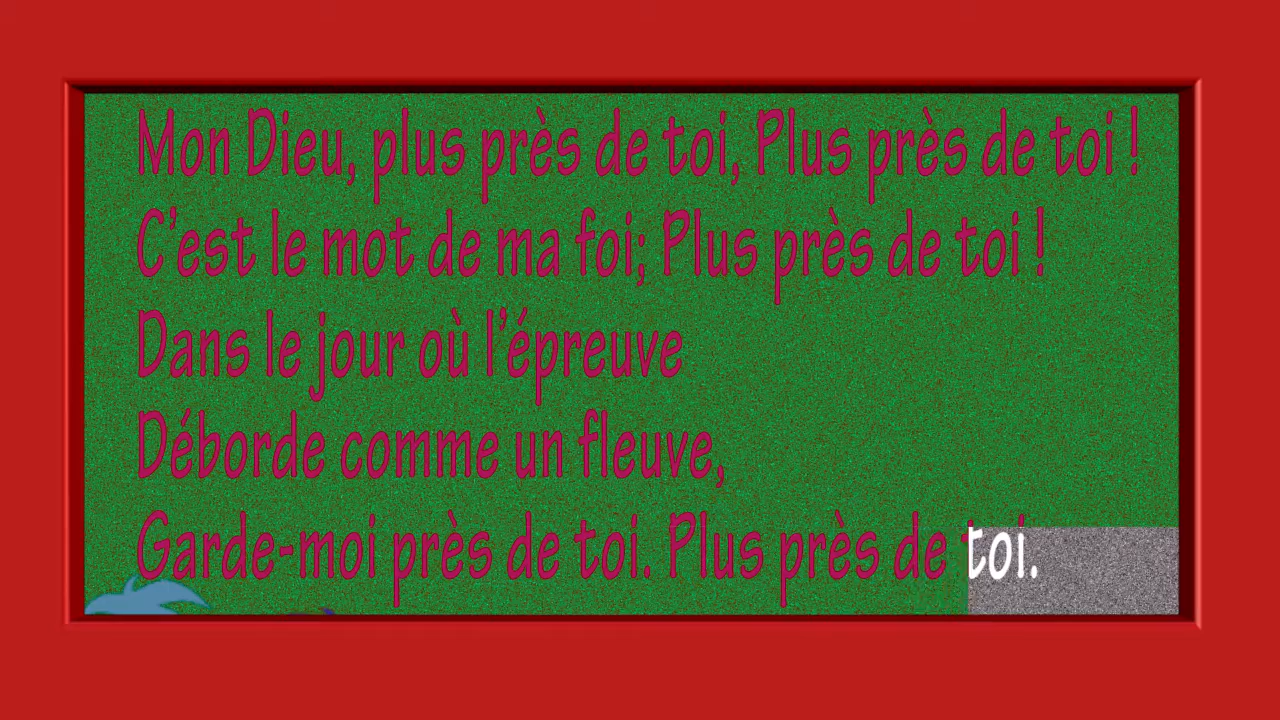 Mon Dieu, plus près de toi, Plus près de toi !
C’est le mot de ma foi; Plus près de toi !
Dans le jour où l’épreuve
Déborde comme un fleuve,
Garde-moi près de toi. Plus près de toi.